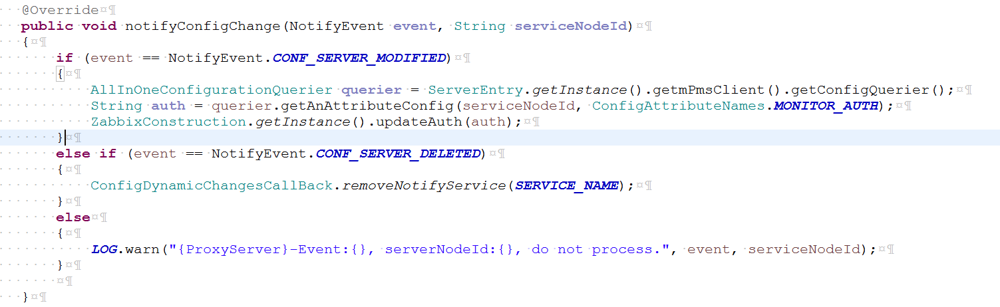 @Override
public void notifyConfigChange(NotifyEvent event, String serviceNodeId)
{
if (event == NotifyEvent.CONF_SERVER_MODIFIED)
{
AllInOneConfigurationQuerier querier = ServerEntry.getInstance().getmPmsClient().getConfigQuerier();
String auth = querier.getAnAttributeConfig(serviceNodeId, ConfigAttributeNames.MONITOR_AUTH);
ZabbixConstruction.getInstance().updateAuth(auth);
}
else if (event == NotifyEvent.CONF_SERVER_DELETED)
{
ConfigDynamicChangesCallBack.removeNotifyService(SERVICE_NAME);
}
else
{
LOG.warn("{ProxyServer}-Event:{}, serverNodeId:{}, do not process.", event, serviceNodeId);
}
}